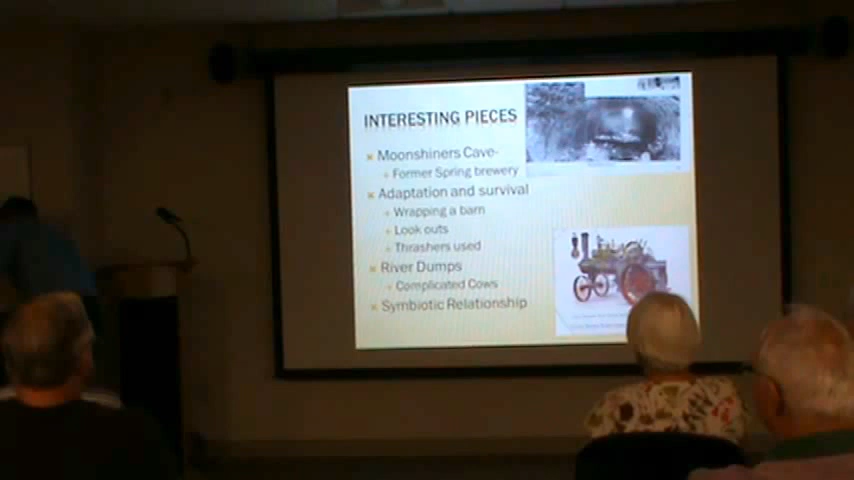 INTERESTING PIECES
Moonshiners Cave-
Former Spring brewery
Adaptation and survival
Wrapping a barn
Look outs
Thrashers used
River Dumps
Complicated Cows
Symbiotic Relationship